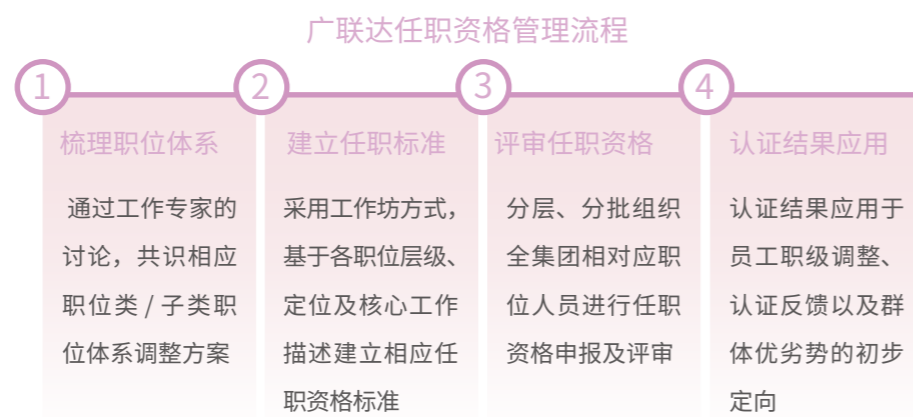 广联达任职资格管理流程
1
2
3
4
梳理职位体系
通过工作专家的
讨论，共识相应
职位类 / 子类职
位体系调整方案
建立任职标准
采用工作坊方式，
基于各职位层级、
定位及核心工作
描述建立相应任
职资格标准
评审任职资格
分层、分批组织
全集团相对应职
位人员进行任职
资格申报及评审
认证结果应用
认证结果应用于
员工职级调整、
认证反馈以及群
体优劣势的初步
定向